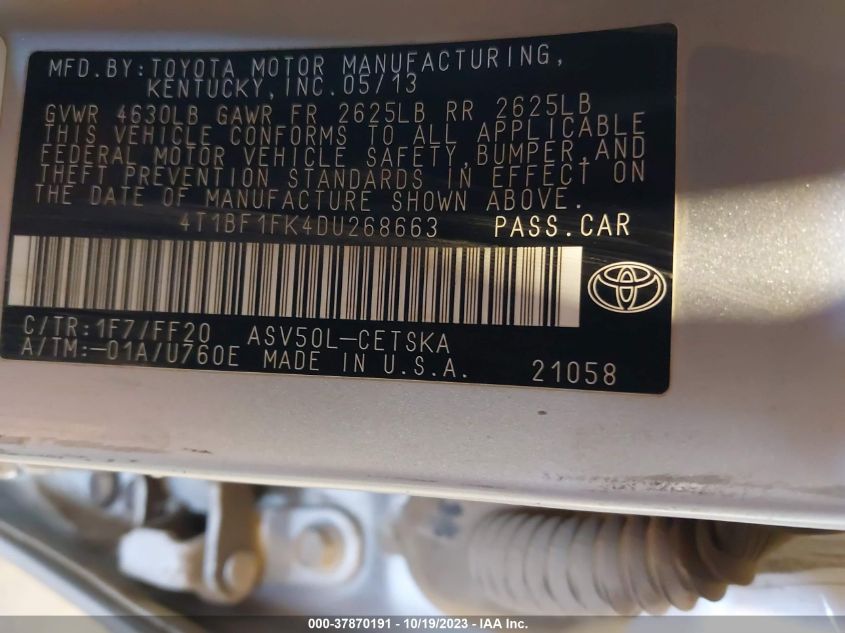 MFD.BY:TOYOTA MOTOR MANUFACTURING,
KENTUCKY,INC.05/13
GVWR 4630LB GAWR FR 2625LB RR 2625LB
THIS VEHICLE CONFORMS TO ALL APPLICABLE
FEDERAL MOTOR VEHICLE SAFETY,BUMPER,AND
THEFT PREVENTION STANDARDS IN EFFECT ON
THE DATE OF MANUFACTURE SHOWN ABOVE.
4T1BF1FK4DU268663 PASS.CAR
C/TR:1F7/FF20 ASV50L-CETSKA
A/TM:-01A/U760E MADE IN U.S.A. 21058
000-37870191 - 10/19/2023 - IAA Inc.